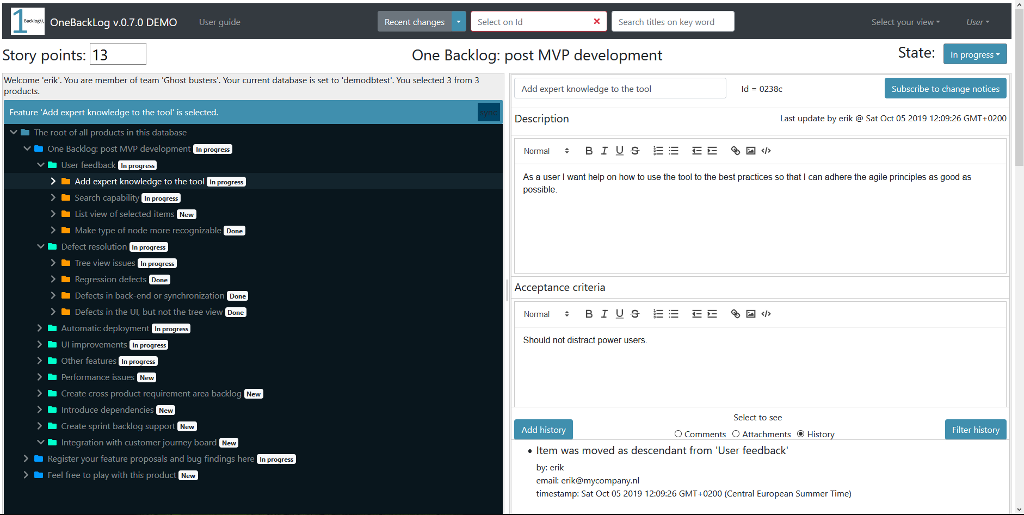 1 Backlog
OneBackLog v.0.7.0 DEMO
User guide
Recent changes
Select on Id
Search titles on key word
Select your view
User
Story points: 13
One Backlog: post MVP development
State: In progress
Welcome 'erik'. You are member of team 'Ghost busters'. Your current database is set to 'demodbtest'. You selected 3 from 3
products.
Feature 'Add expert knowledge to the tool' is selected.
The root of all products in this database
One Backlog: post MVP development In progress
User feedback In progress
Add expert knowledge to the tool In progress
Search capability In progress
List view of selected items New
Make type of node more recognizable Done
Defect resolution In progress
Tree view issues In progress
Regression defects Done
Defects in back-end or synchronization Done
Defects in the UI, but not the tree view Done
Automatic deployment In progress
UI improvements In progress
Other features In progress
Performance issues New
Create cross product requirement area backlog New
Introduce dependencies New
Create sprint backlog support New
Integration with customer journey board New
Register your feature proposals and bug findings here In progress
Feel free to play with this product New
Add expert knowledge to the tool
Id = 0238c
Subscribe to change notices
Description
Last update by erik @ Sat Oct 05 2019 12:09:26 GMT+0200
Normal B I U S
As a user I want help on how to use the tool to the best practices so that I can adhere the agile principles as good as
possible.
Acceptance criteria
Normal B I U S
Should not distract power users.
Select to see
Add history
Comments Attachments History
Filter history
Item was moved as descendant from 'User feedback'
by: erik
email: erik@mycompany.nl
timestamp: Sat Oct 05 2019 12:09:26 GMT+0200 (Central European Summer Time)